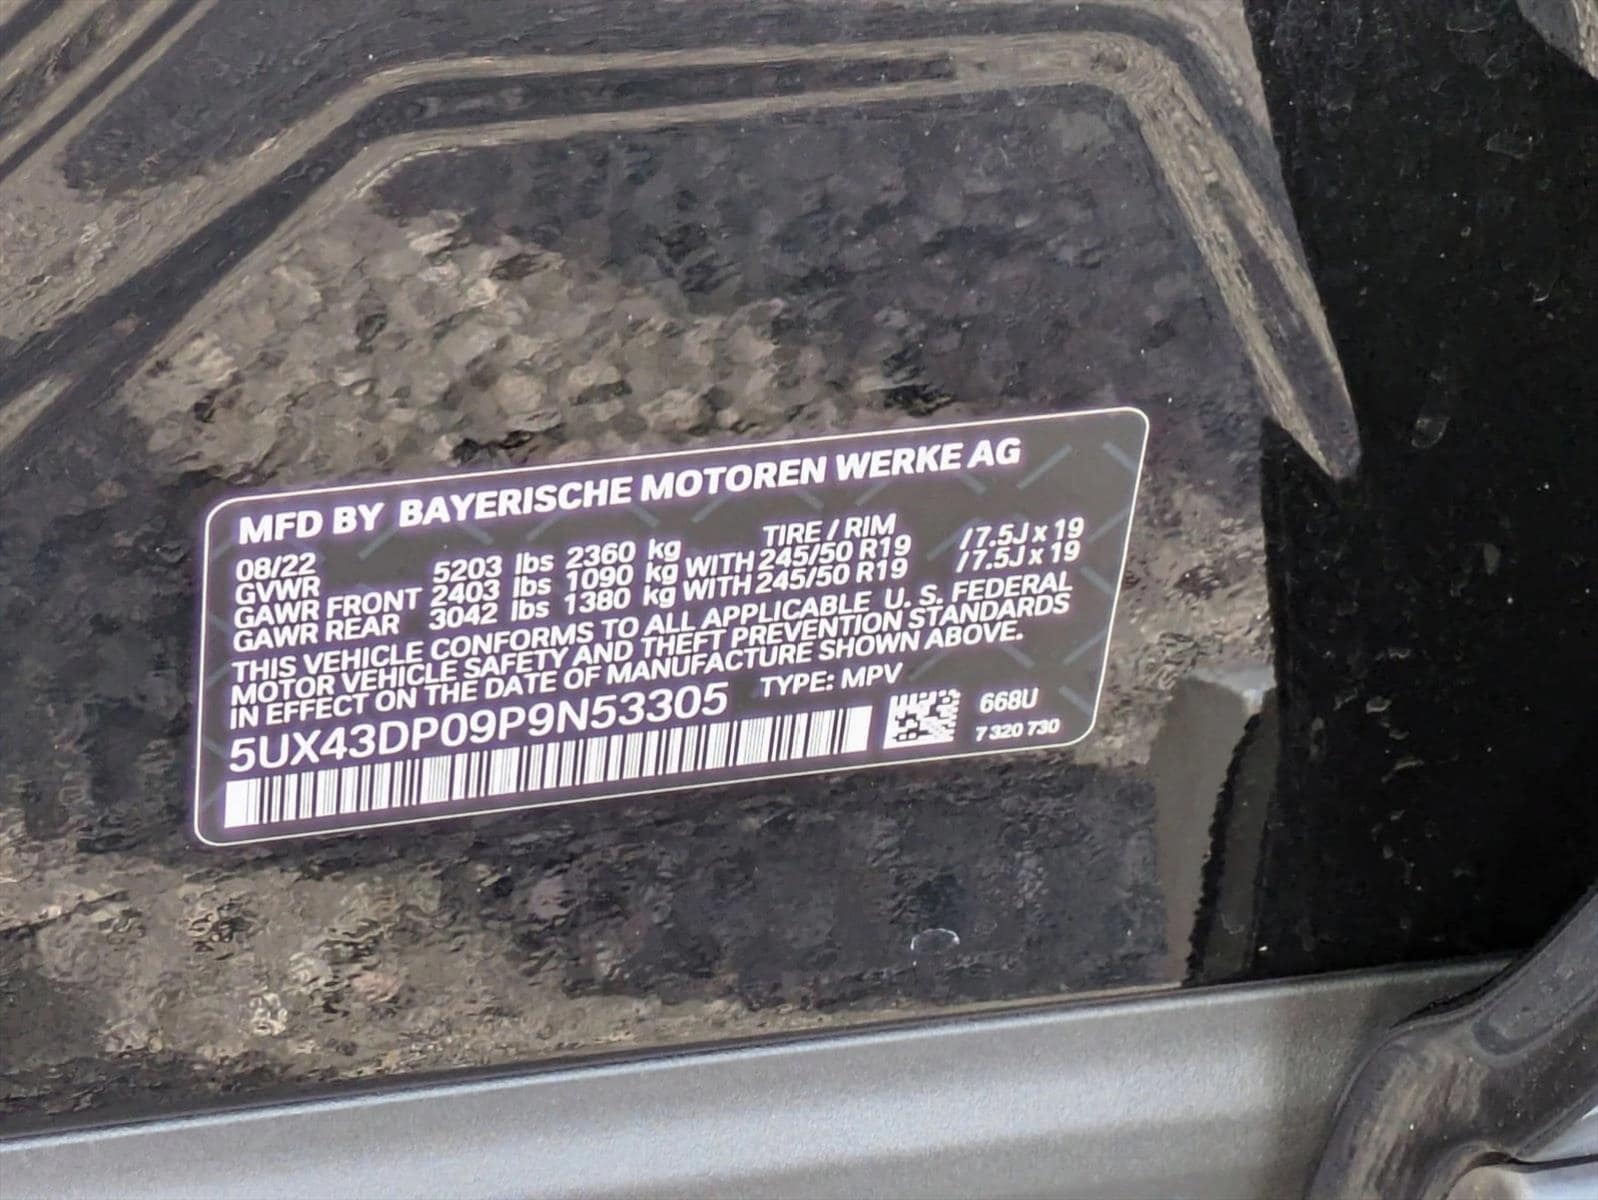 MFD BY BAYERISCHE MOTOREN WERKE AG
08/22 TIRE / RIM
GVWR 5203 lbs 2360 kg
GAWR FRONT 2403 lbs 1090 kg WITH 245/50 R19 / 7.5J x 19
GAWR REAR 3042 lbs 1380 kg WITH 245/50 R19 / 7.5J x 19
THIS VEHICLE CONFORMS TO ALL APPLICABLE U. S. FEDERAL
MOTOR VEHICLE SAFETY AND THEFT PREVENTION STANDARDS
IN EFFECT ON THE DATE OF MANUFACTURE SHOWN ABOVE.
5UX43DP09P9N53305 TYPE: MPV
668U
7 320 730